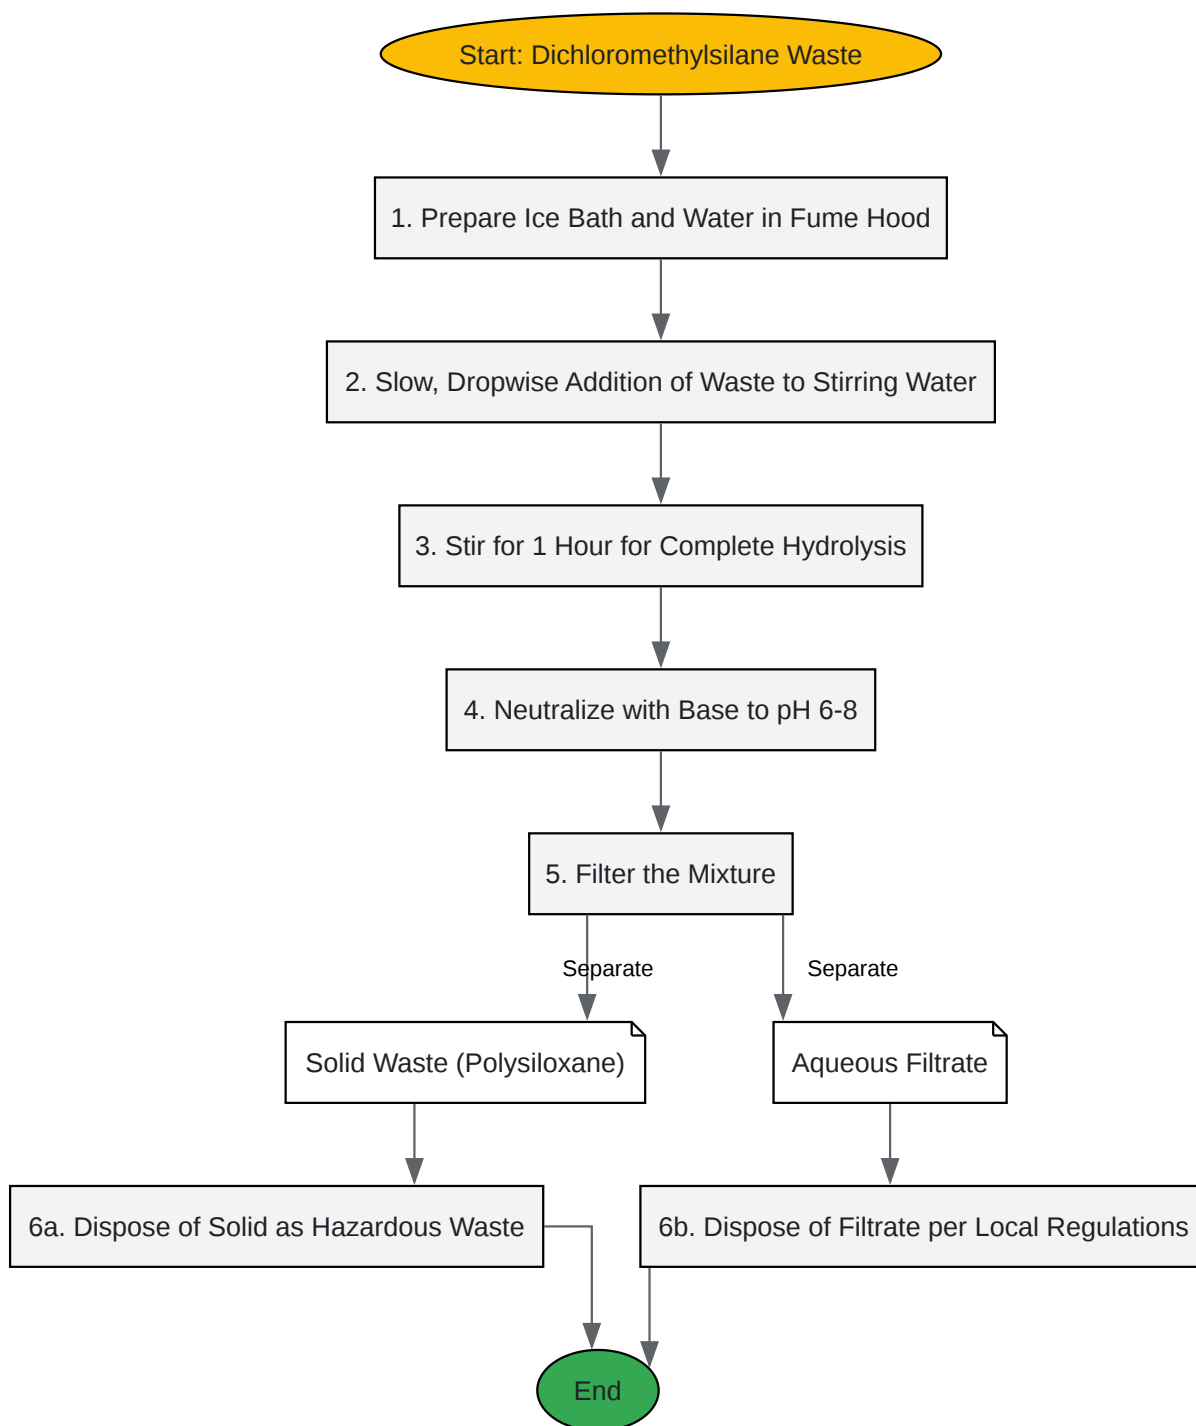 Start: Dichloromethylsilane Waste
1. Prepare Ice Bath and Water in Fume Hood
2. Slow, Dropwise Addition of Waste to Stirring Water
3. Stir for 1 Hour for Complete Hydrolysis
4. Neutralize with Base to pH 6-8
5. Filter the Mixture
Separate
Separate
Solid Waste (Polysiloxane)
Aqueous Filtrate
6a. Dispose of Solid as Hazardous Waste
6b. Dispose of Filtrate per Local Regulations
End